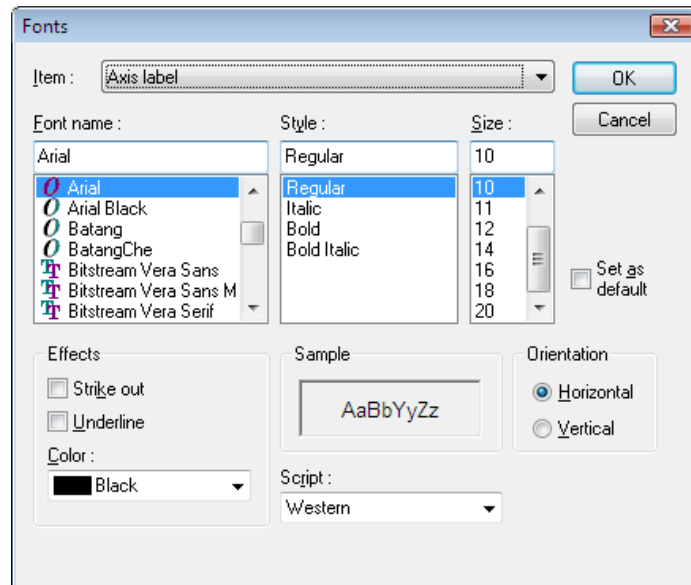 Fonts
Item :
Axis label
OK
Cancel
Font name :
Style :
Size :
Arial
Regular
10
Arial
Arial Black
Batang
BatangChe
Bitstream Vera Sans
Bitstream Vera Sans M
Bitstream Vera Serif
Regular
Italic
Bold
Bold Italic
10
11
12
14
16
18
20
Set as
default
Effects
Strike out
Underline
Color :
Black
Sample
AaBbYyZz
Script :
Western
Orientation
Horizontal
Vertical